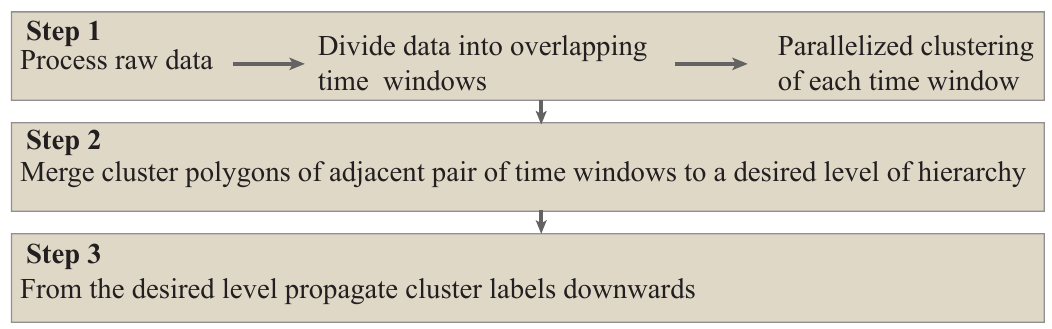 Step 1
Process raw data
Divide data into overlapping
time windows
Parallelized clustering
of each time window
Step 2
Merge cluster polygons of adjacent pair of time windows to a desired level of hierarchy
Step 3
From the desired level propagate cluster labels downwards